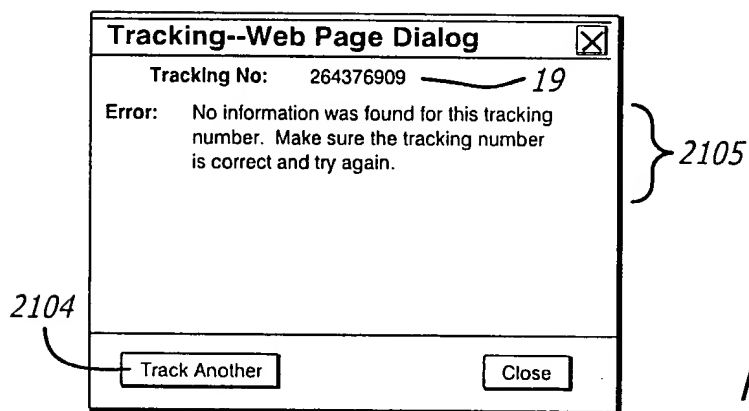 Tracking--Web Page Dialog
Tracking No: 264376909 19
Error: No information was found for this tracking
number. Make sure the tracking number
is correct and try again.
2105
2104
Track Another Close